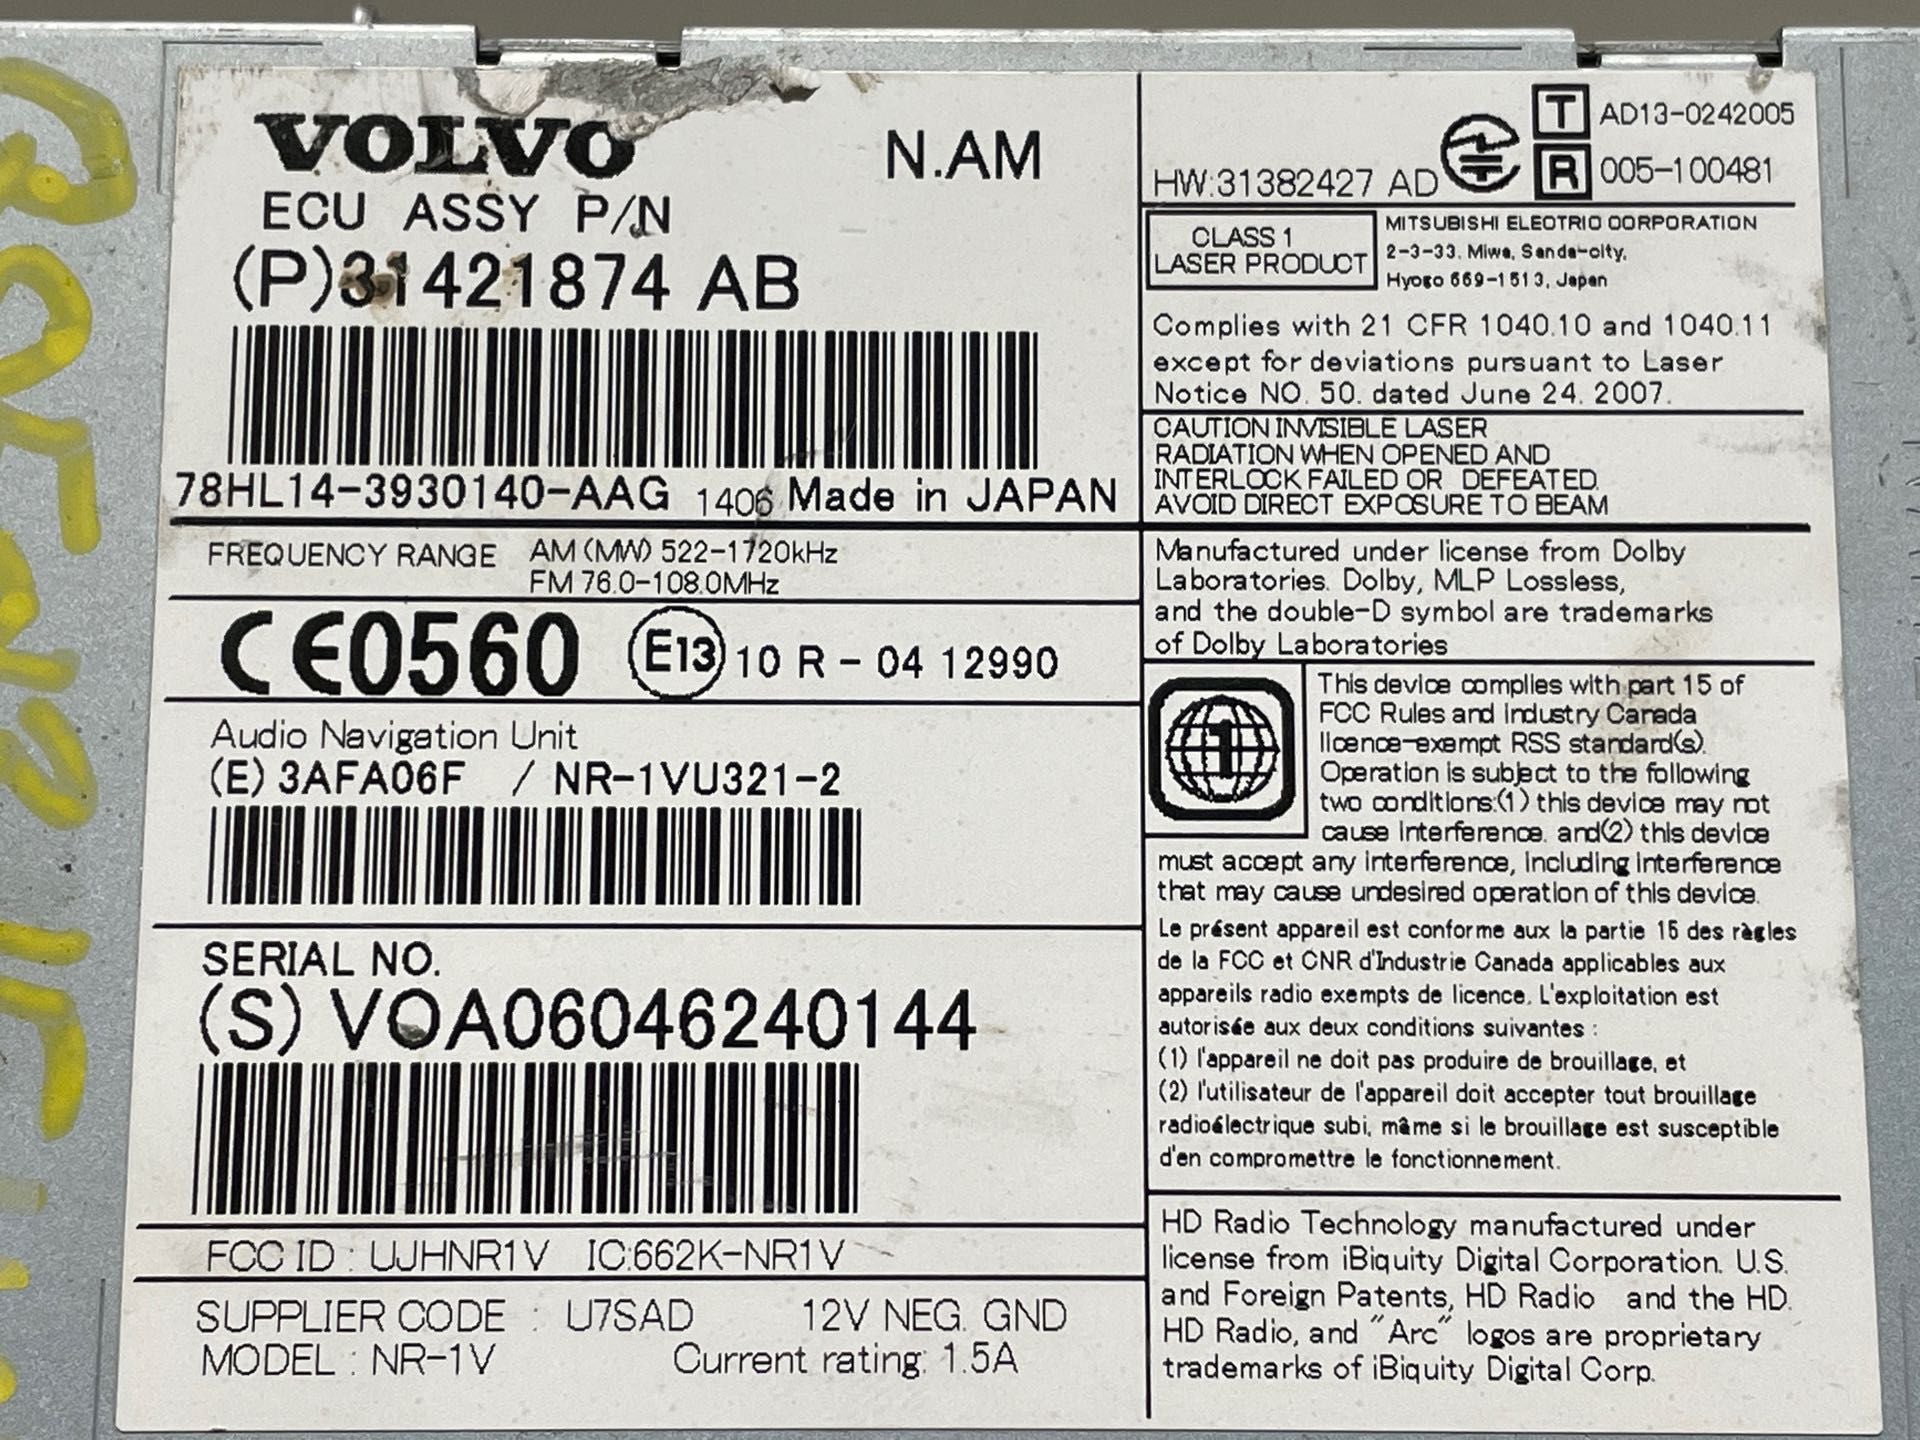 VOLVO N.AM
ECU ASSY P/N
(P)31421874 AB
78HL14-3930140-AAG 1406 Made in JAPAN
FREQUENCY RANGE AM(MW) 522-1720kHz
FM 76.0-108.0MHz
CE0560 E13 10 R - 04 12990
Audio Navigation Unit
(E) 3AFA06F / NR-1VU321-2
SERIAL NO.
(S) VOA06046240144
FCC ID : UJHNR1V IC:662K-NR1V
SUPPLIER CODE : U7SAD 12V NEG. GND
MODEL : NR-1V Current rating: 1.5A
T AD13-0242005
HW:31382427 AD R 005-100481
CLASS 1
LASER PRODUCT
MITSUBISHI ELECTRIC CORPORATION
2-3-33. Miwa, Sanda-city,
Hyogo 669-1513, Japan
Complies with 21 CFR 1040.10 and 1040.11
except for deviations pursuant to Laser
Notice NO. 50. dated June 24. 2007.
CAUTION INVISIBLE LASER
RADIATION WHEN OPENED AND
INTERLOCK FAILED OR DEFEATED.
AVOID DIRECT EXPOSURE TO BEAM
Manufactured under license from Dolby
Laboratories. Dolby, MLP Lossless,
and the double-D symbol are trademarks
of Dolby Laboratories
1
This device complies with part 15 of
FCC Rules and Industry Canada
licence-exempt RSS standard(s).
Operation is subject to the following
two conditions:(1) this device may not
cause interference. and(2) this device
must accept any interference, including interference
that may cause undesired operation of this device.
Le présent appareil est conforme aux la partie 15 des règles
de la FCC et CNR d'Industrie Canada applicables aux
appareils radio exempts de licence. L'exploitation est
autorisée aux deux conditions suivantes :
(1) l'appareil ne doit pas produire de brouillage, et
(2) l'utilisateur de l'appareil doit accepter tout brouillage
radioélectrique subi, même si le brouillage est susceptible
d'en compromettre le fonctionnement.
HD Radio Technology manufactured under
license from iBiquity Digital Corporation. U.S.
and Foreign Patents, HD Radio and the HD.
HD Radio, and "Arc" logos are proprietary
trademarks of iBiquity Digital Corp.